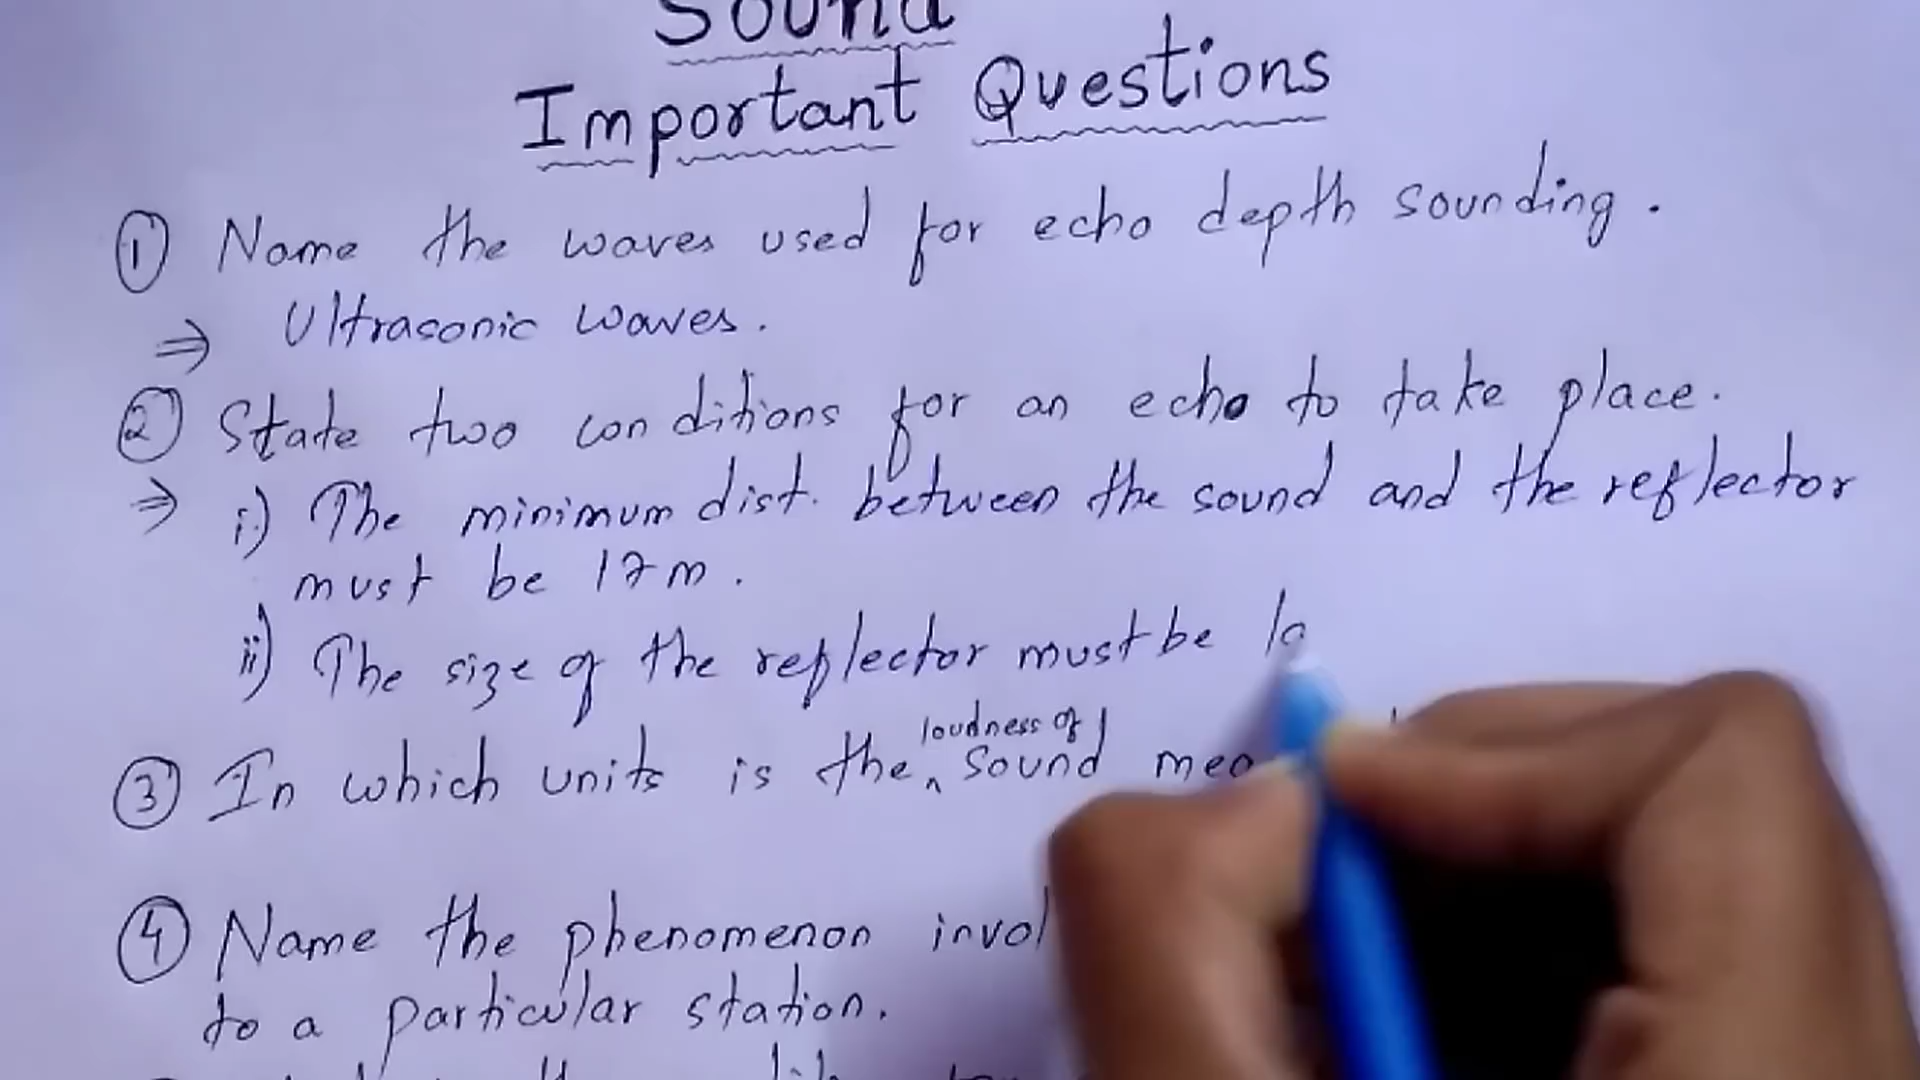 Sound
Important Questions
① Name the waves used for echo depth sounding.
⇒ Ultrasonic waves.
② State two conditions for an echo to take place.
⇒ i) The minimum dist. between the sound and the reflector
must be 17m.
ii) The size of the reflector must be la
loudness of
③ In which units is the ‸ sound mea
④ Name the phenomenon invol
to a particular station.